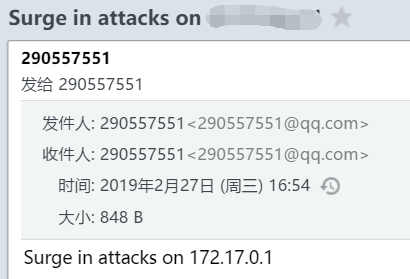 Surge in attacks on
290557551
发给 290557551
发件人: 290557551<290557551@qq.com>
收件人: 290557551<290557551@qq.com>
时间: 2019年2月27日 (周三) 16:54
大小: 848 B
Surge in attacks on 172.17.0.1